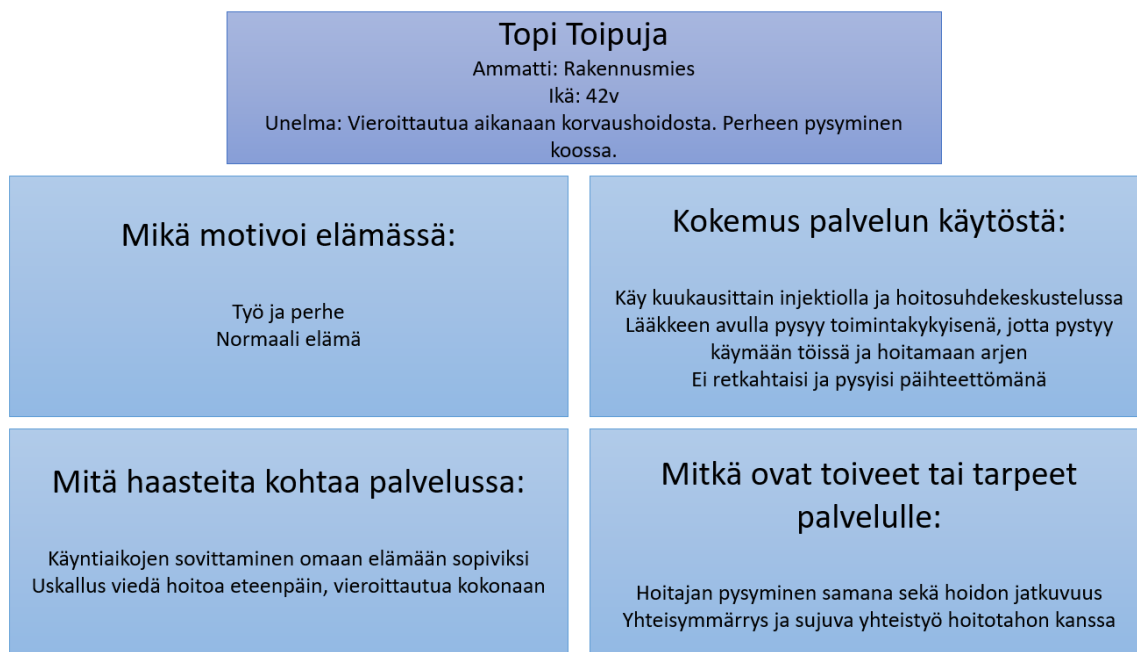 Topi Toipuja
Ammatti: Rakennusmies
Ikä: 42v
Unelma: Vieroittautua aikanaan korvaushoidosta. Perheen pysyminen
koossa.
Mikä motivoi elämässä:
Työ ja perhe
Normaali elämä
Kokemus palvelun käytöstä:
Käy kuukausittain injektiolla ja hoitosuhdekeskustelussa
Lääkkeen avulla pysyy toimintakykyisenä, jotta pystyy
käymään töissä ja hoitamaan arjen
Ei retkahtaisi ja pysyisi päihteettömänä
Mitä haasteita kohtaa palvelussa:
Käyntiaikojen sovittaminen omaan elämään sopiviksi
Uskallus viedä hoitoa eteenpäin, vieroittautua kokonaan
Mitkä ovat toiveet tai tarpeet
palvelulle:
Hoitajan pysyminen samana sekä hoidon jatkuvuus
Yhteisymmärrys ja sujuva yhteistyö hoitotahon kanssa